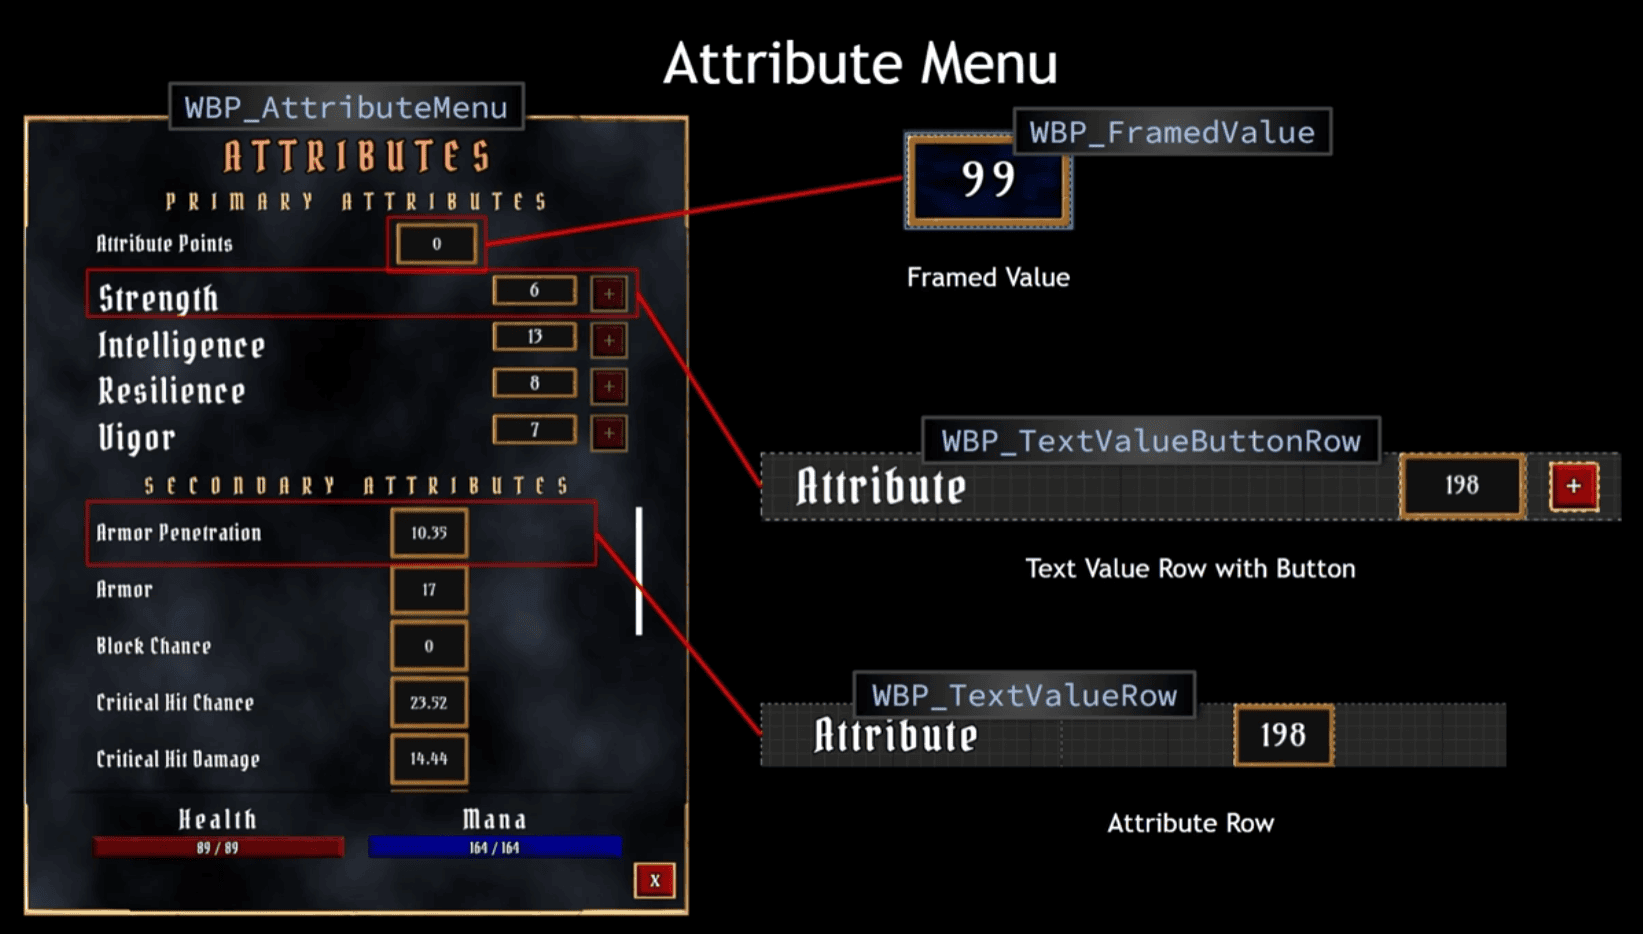 Attribute Menu
WBP_AttributeMenu
ATTRIBUTES
PRIMARY ATTRIBUTES
Attribute Points 0
Strength 6 +
Intelligence 13 +
Resilience 8 +
Vigor 7 +
SECONDARY ATTRIBUTES
Armor Penetration 10.35
Armor 17
Block Chance 0
Critical Hit Chance 23.52
Critical Hit Damage 14.44
Health Mana
89 / 89 164 / 164
X
WBP_FramedValue
99
Framed Value
WBP_TextValueButtonRow
Attribute 198 +
Text Value Row with Button
WBP_TextValueRow
Attribute 198
Attribute Row